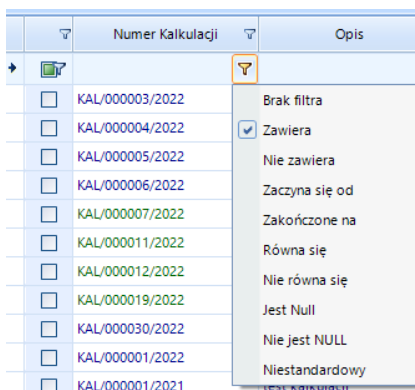 Numer Kalkulacji Opis
KAL/000003/2022 Brak filtra
KAL/000004/2022 Zawiera
KAL/000005/2022 Nie zawiera
KAL/000006/2022 Zaczyna się od
KAL/000007/2022 Zakończone na
KAL/000011/2022 Równa się
KAL/000012/2022 Nie równa się
KAL/000019/2022 Jest Null
KAL/000030/2022 Nie jest NULL
KAL/000001/2022 Niestandardowy
KAL/000001/2021